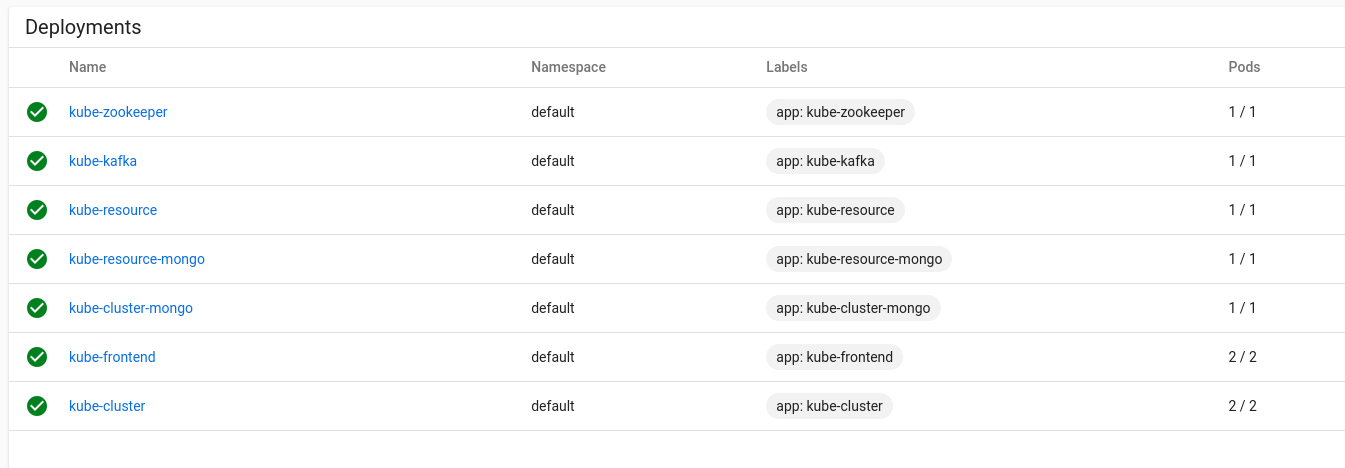 Deployments
Name Namespace Labels Pods
kube-zookeeper default app: kube-zookeeper 1 / 1
kube-kafka default app: kube-kafka 1 / 1
kube-resource default app: kube-resource 1 / 1
kube-resource-mongo default app: kube-resource-mongo 1 / 1
kube-cluster-mongo default app: kube-cluster-mongo 1 / 1
kube-frontend default app: kube-frontend 2 / 2
kube-cluster default app: kube-cluster 2 / 2